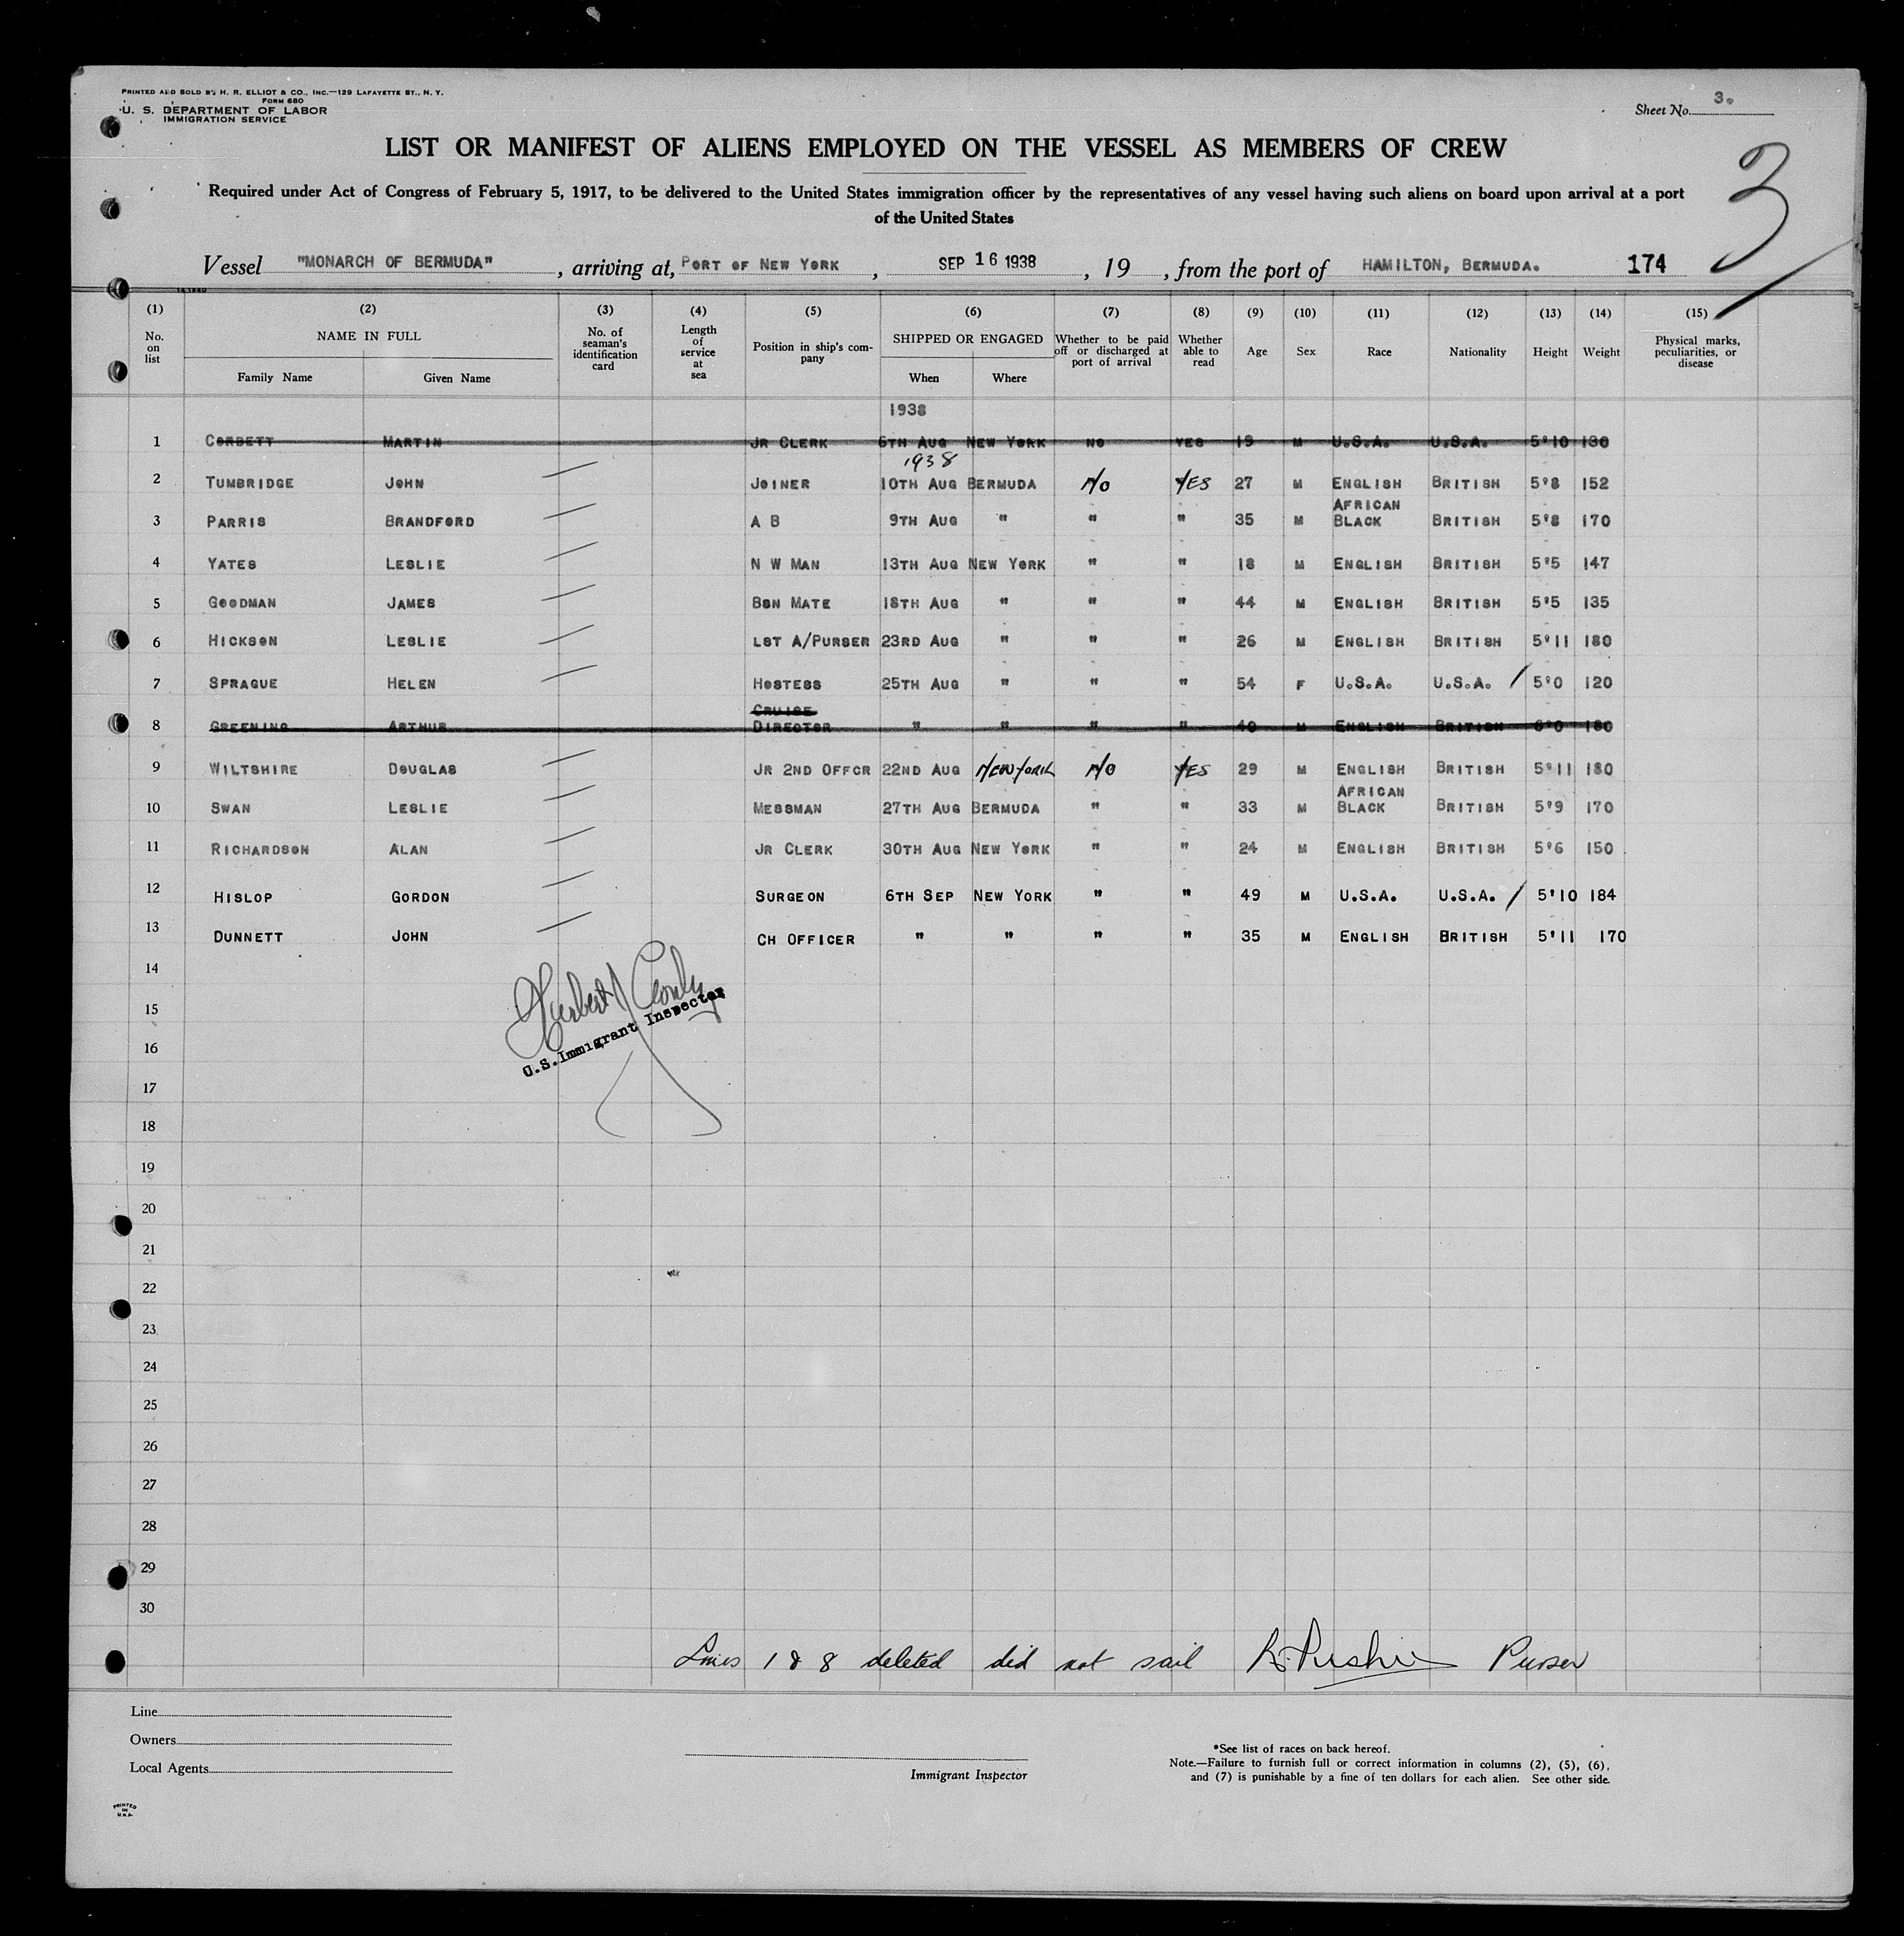 PRINTED AND SOLD BY H. R. ELLIOT & CO., INC.—129 LAFAYETTE ST., N. Y.
FORM 680
U. S. DEPARTMENT OF LABOR
IMMIGRATION SERVICE
Sheet No. 3.
3
LIST OR MANIFEST OF ALIENS EMPLOYED ON THE VESSEL AS MEMBERS OF CREW
Required under Act of Congress of February 5, 1917, to be delivered to the United States immigration officer by the representatives of any vessel having such aliens on board upon arrival at a port
of the United States
Vessel "MONARCH OF BERMUDA", arriving at, PORT OF NEW YORK, SEP 16 1938, 19 , from the port of HAMILTON, BERMUDA. 174
(1) (2) (3) (4) (5) (6) (7) (8) (9) (10) (11) (12) (13) (14) (15)
No. on list NAME IN FULL Family Name Given Name No. of seaman's identification card Length of service at sea Position in ship's company SHIPPED OR ENGAGED When Where Whether to be paid off or discharged at port of arrival Whether able to read Age Sex Race Nationality Height Weight Physical marks, peculiarities, or disease
1938
1 CORBETT MARTIN JR CLERK 6TH AUG NEW YORK NO YES 19 M U.S.A. U.S.A. 5'10 130
1938
2 TUMBRIDGE JOHN JOINER 10TH AUG BERMUDA NO YES 27 M ENGLISH BRITISH 5'8 152
3 PARRIS BRANDFORD A B 9TH AUG " " " 35 M AFRICAN BLACK BRITISH 5'8 170
4 YATES LESLIE N W MAN 13TH AUG NEW YORK " " 18 M ENGLISH BRITISH 5'5 147
5 GOODMAN JAMES BSN MATE 18TH AUG " " " 44 M ENGLISH BRITISH 5'5 135
6 HICKSON LESLIE LST A/PURSER 23RD AUG " " " 26 M ENGLISH BRITISH 5'11 180
7 SPRAGUE HELEN HOSTESS 25TH AUG " " " 54 F U.S.A. U.S.A. / 5'0 120
8 GREENING ARTHUR CRUISE DIRECTOR " " " " 40 M ENGLISH BRITISH 6'0 180
9 WILTSHIRE DOUGLAS JR 2ND OFFCR 22ND AUG NEW YORK NO YES 29 M ENGLISH BRITISH 5'11 180
10 SWAN LESLIE MESSMAN 27TH AUG BERMUDA " " 33 M AFRICAN BLACK BRITISH 5'9 170
11 RICHARDSON ALAN JR CLERK 30TH AUG NEW YORK " " 24 M ENGLISH BRITISH 5'6 150
12 HISLOP GORDON SURGEON 6TH SEP NEW YORK " " 49 M U.S.A. U.S.A. / 5'10 184
13 DUNNETT JOHN CH OFFICER " " " " 35 M ENGLISH BRITISH 5'11 170
14
Herbert J
15
U.S. Immigrant Inspector
16
17
18
19
20
21
22
23
24
25
26
27
28
29
30
Lines 1 & 8 deleted did not sail Purser
Line
Owners
Local Agents
Immigrant Inspector
*See list of races on back hereof.
Note.—Failure to furnish full or correct information in columns (2), (5), (6),
and (7) is punishable by a fine of ten dollars for each alien. See other side.
PRINTED
IN
U.S.A.